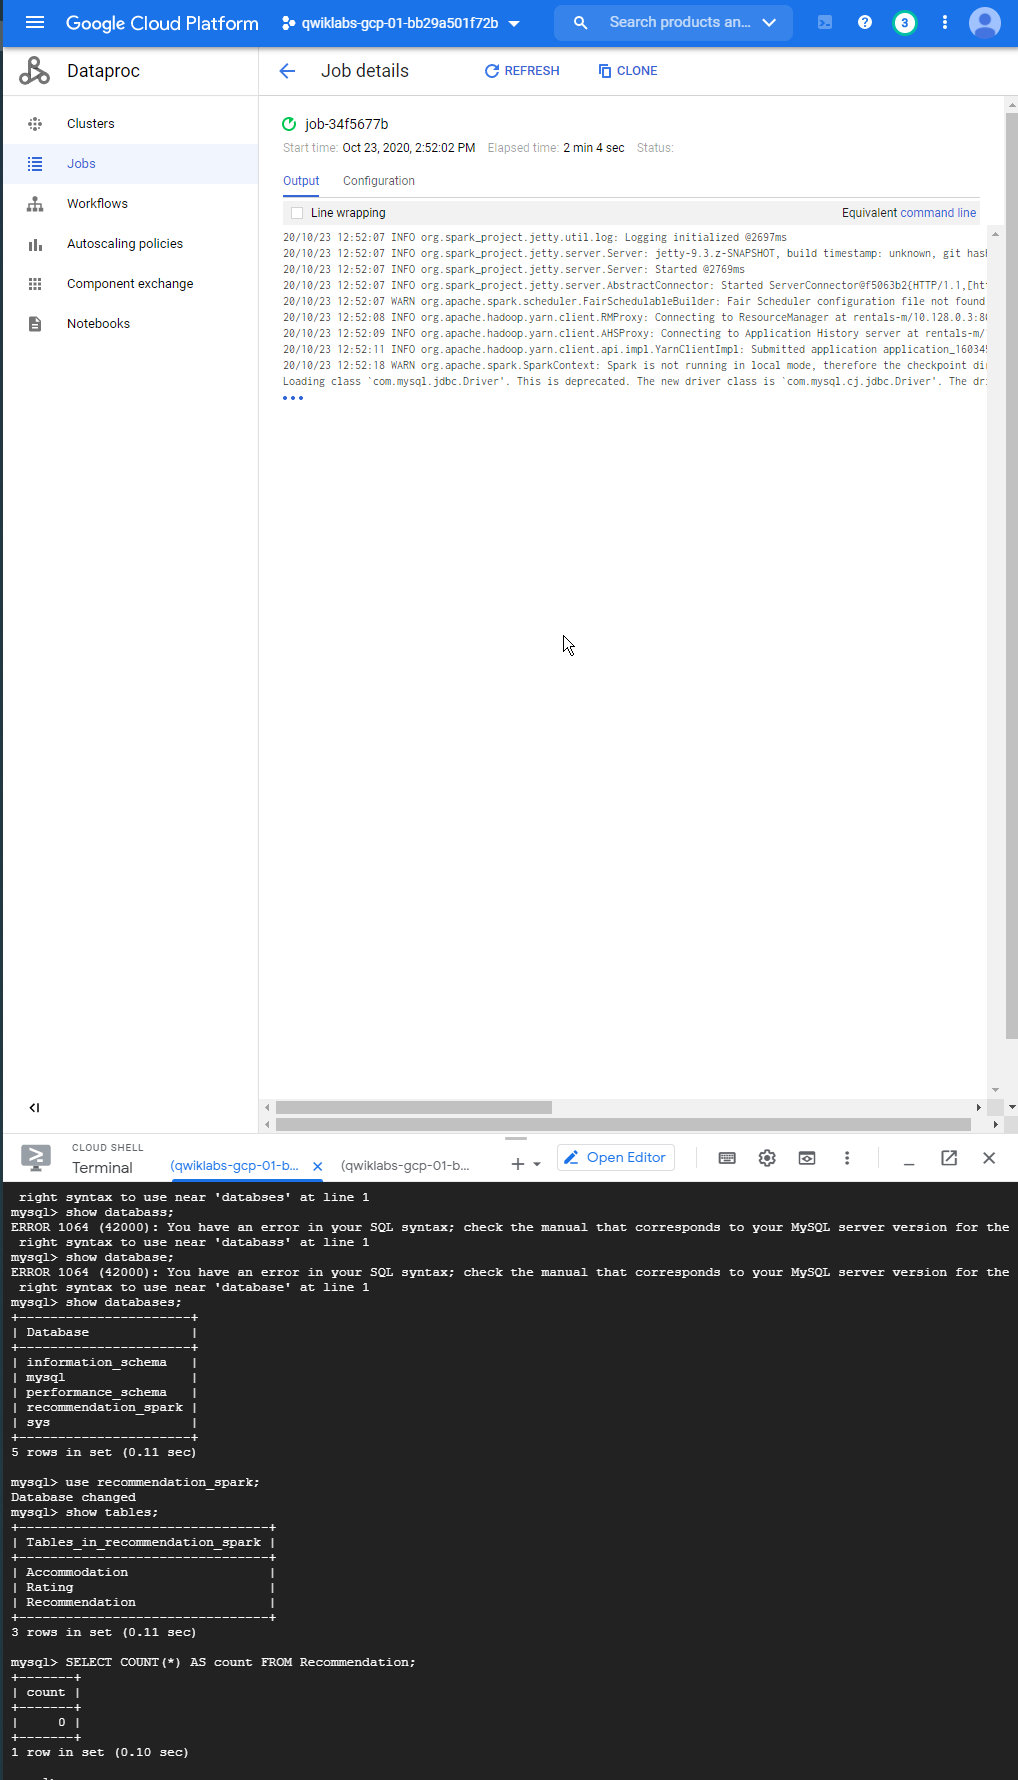 Google Cloud Platform
qwiklabs-gcp-01-bb29a501f72b
Search products an...
3
Dataproc
Job details
REFRESH
CLONE
Clusters
Jobs
Workflows
Autoscaling policies
Component exchange
Notebooks
job-34f5677b
Start time: Oct 23, 2020, 2:52:02 PM Elapsed time: 2 min 4 sec Status:
Output Configuration
Line wrapping
Equivalent command line
20/10/23 12:52:07 INFO org.spark_project.jetty.util.log: Logging initialized @2697ms
20/10/23 12:52:07 INFO org.spark_project.jetty.server.Server: jetty-9.3.z-SNAPSHOT, build timestamp: unknown, git hash
20/10/23 12:52:07 INFO org.spark_project.jetty.server.Server: Started @2769ms
20/10/23 12:52:07 INFO org.spark_project.jetty.server.AbstractConnector: Started ServerConnector@f5063b2{HTTP/1.1,[htt
20/10/23 12:52:07 WARN org.apache.spark.scheduler.FairSchedulableBuilder: Fair Scheduler configuration file not found
20/10/23 12:52:08 INFO org.apache.hadoop.yarn.client.RMProxy: Connecting to ResourceManager at rentals-m/10.128.0.3:80
20/10/23 12:52:09 INFO org.apache.hadoop.yarn.client.AHSProxy: Connecting to Application History server at rentals-m/
20/10/23 12:52:11 INFO org.apache.hadoop.yarn.client.api.impl.YarnClientImpl: Submitted application application_160345
20/10/23 12:52:18 WARN org.apache.spark.SparkContext: Spark is not running in local mode, therefore the checkpoint dir
Loading class `com.mysql.jdbc.Driver'. This is deprecated. The new driver class is `com.mysql.cj.jdbc.Driver'. The dri
CLOUD SHELL
Terminal
(qwiklabs-gcp-01-b...
(qwiklabs-gcp-01-b...
Open Editor
right syntax to use near 'databses' at line 1
mysql> show databass;
ERROR 1064 (42000): You have an error in your SQL syntax; check the manual that corresponds to your MySQL server version for the
right syntax to use near 'databass' at line 1
mysql> show database;
ERROR 1064 (42000): You have an error in your SQL syntax; check the manual that corresponds to your MySQL server version for the
right syntax to use near 'database' at line 1
mysql> show databases;
+-----------------------+
| Database |
+-----------------------+
| information_schema |
| mysql |
| performance_schema |
| recommendation_spark |
| sys |
+-----------------------+
5 rows in set (0.11 sec)
mysql> use recommendation_spark;
Database changed
mysql> show tables;
+--------------------------------+
| Tables_in_recommendation_spark |
+--------------------------------+
| Accommodation |
| Rating |
| Recommendation |
+--------------------------------+
3 rows in set (0.11 sec)
mysql> SELECT COUNT(*) AS count FROM Recommendation;
+-------+
| count |
+-------+
| 0 |
+-------+
1 row in set (0.10 sec)